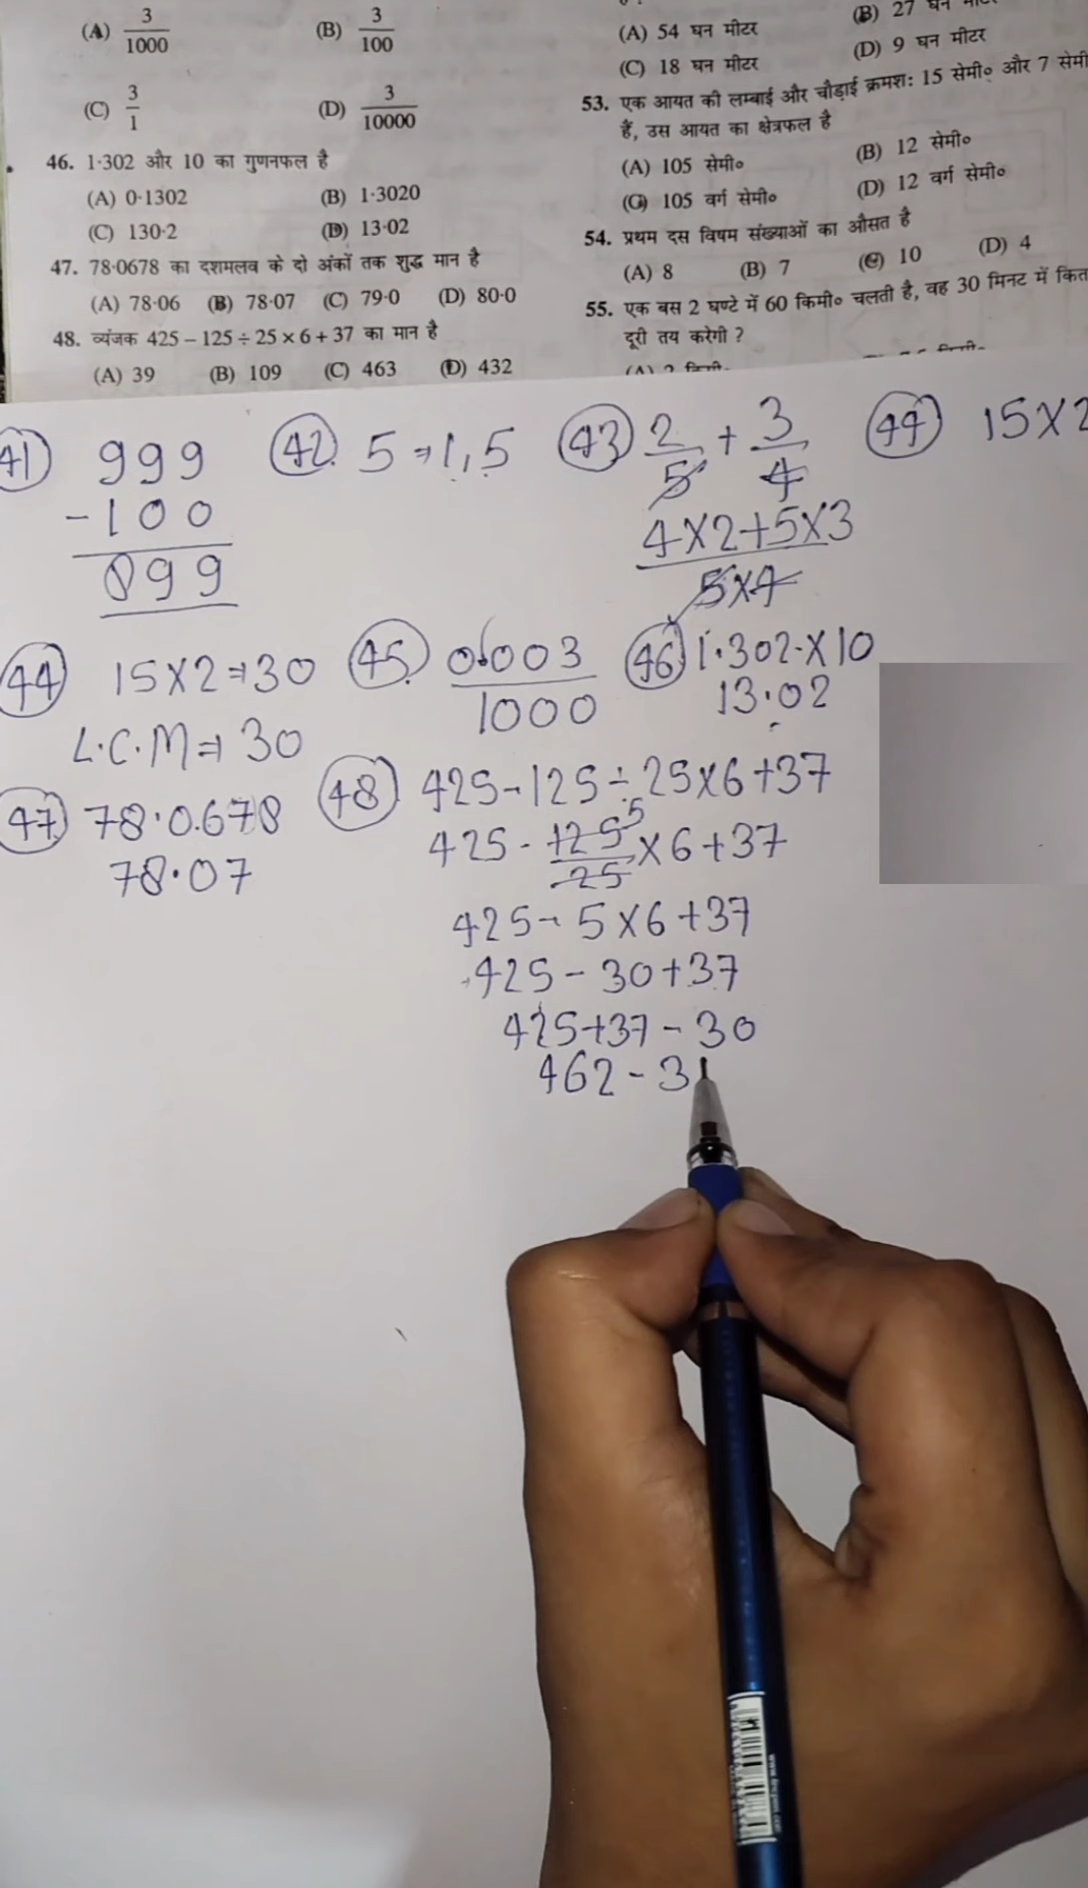 (A) 3/1000 (B) 3/100
(C) 3/1 (D) 3/10000
46. 1·302 और 10 का गुणनफल है
(A) 0·1302 (B) 1·3020
(C) 130·2 (D) 13·02
47. 78·0678 का दशमलव के दो अंकों तक शुद्ध मान है
(A) 78·06 (B) 78·07 (C) 79·0 (D) 80·0
48. व्यंजक 425 – 125 ÷ 25 × 6 + 37 का मान है
(A) 39 (B) 109 (C) 463 (D) 432
(A) 54 घन मीटर (B) 27 घन
(C) 18 घन मीटर (D) 9 घन मीटर
53. एक आयत की लम्बाई और चौड़ाई क्रमशः 15 सेमी॰ और 7 सेमी
हैं, उस आयत का क्षेत्रफल है
(A) 105 सेमी॰ (B) 12 सेमी॰
(C) 105 वर्ग सेमी॰ (D) 12 वर्ग सेमी॰
54. प्रथम दस विषम संख्याओं का औसत है
(A) 8 (B) 7 (C) 10 (D) 4
55. एक बस 2 घण्टे में 60 किमी॰ चलती है, वह 30 मिनट में कित
दूरी तय करेगी ?
41) 999
-100
899
42. 5 ⇒ 1, 5
43) 2/5 + 3/4
4×2+5×3
5×4
44) 15×2
44) 15×2 ⇒ 30
L.C.M ⇒ 30
45. 0.003
1000
46) 1.302×10
13.02
47) 78.0678
78.07
48) 425-125÷25×6+37
425-125/25 5 ×6+37
425-5×6+37
425-30+37
425+37-30
462-3